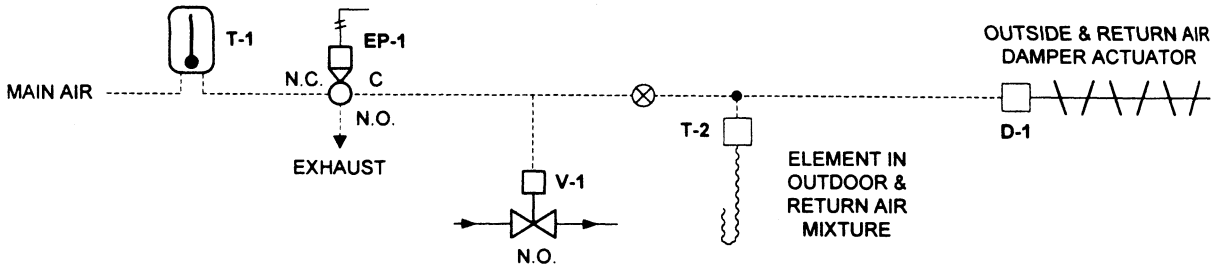 T-1
EP-1
OUTSIDE & RETURN AIR
DAMPER ACTUATOR
MAIN AIR
N.C.
C
N.O.
EXHAUST
T-2
D-1
V-1
ELEMENT IN
OUTDOOR &
RETURN AIR
MIXTURE
N.O.